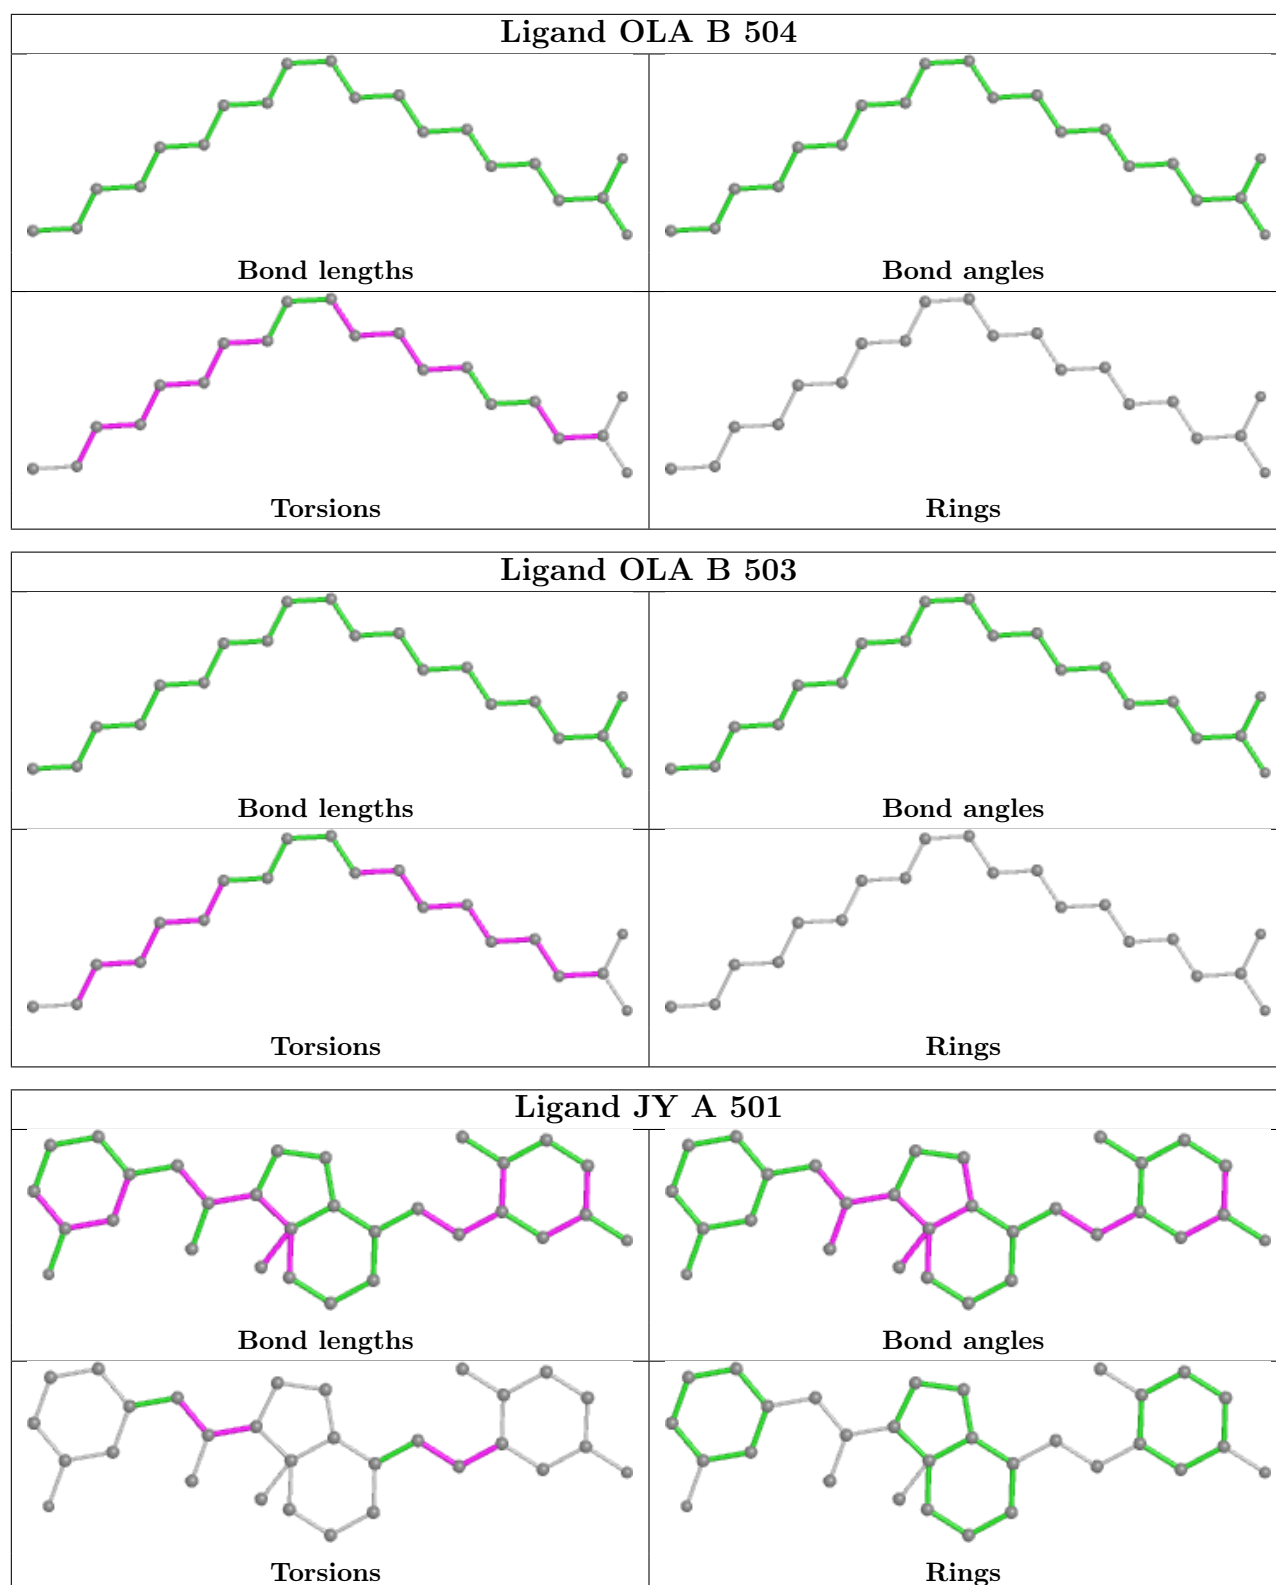 Ligand OLA B 504
Bond lengths
Bond angles
Torsions
Rings
Ligand OLA B 503
Bond lengths
Bond angles
Torsions
Rings
Ligand JY A 501
Bond lengths
Bond angles
Torsions
Rings